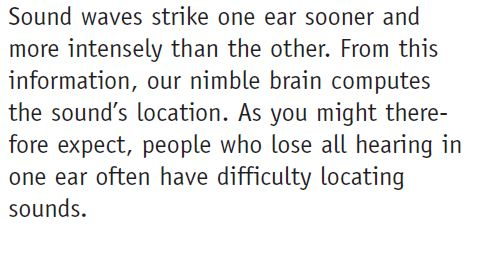 Sound waves strike one ear sooner and
more intensely than the other. From this
information, our nimble brain computes
the sound’s location. As you might there-
fore expect, people who lose all hearing in
one ear often have difficulty locating
sounds.